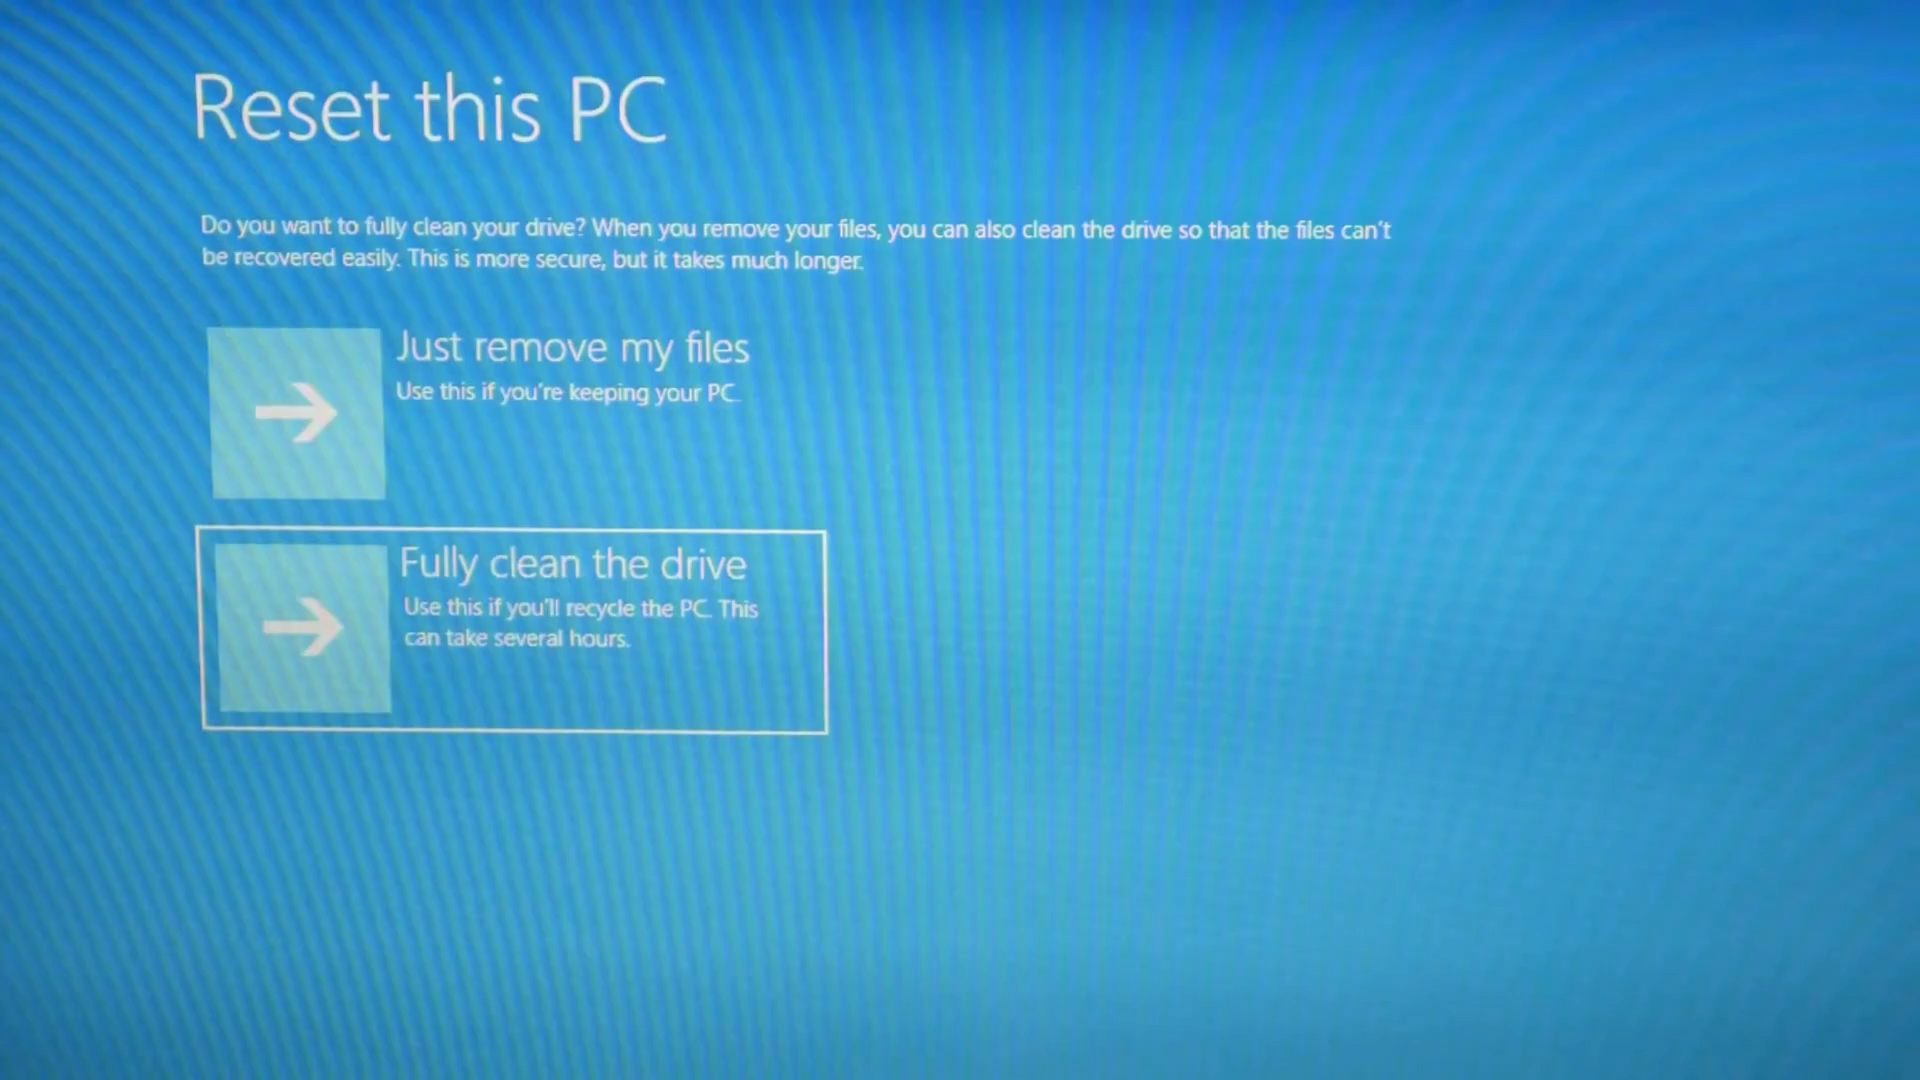 Reset this PC
Do you want to fully clean your drive? When you remove your files, you can also clean the drive so that the files can't
be recovered easily. This is more secure, but it takes much longer.
Just remove my files
Use this if you're keeping your PC.
Fully clean the drive
Use this if you'll recycle the PC. This
can take several hours.